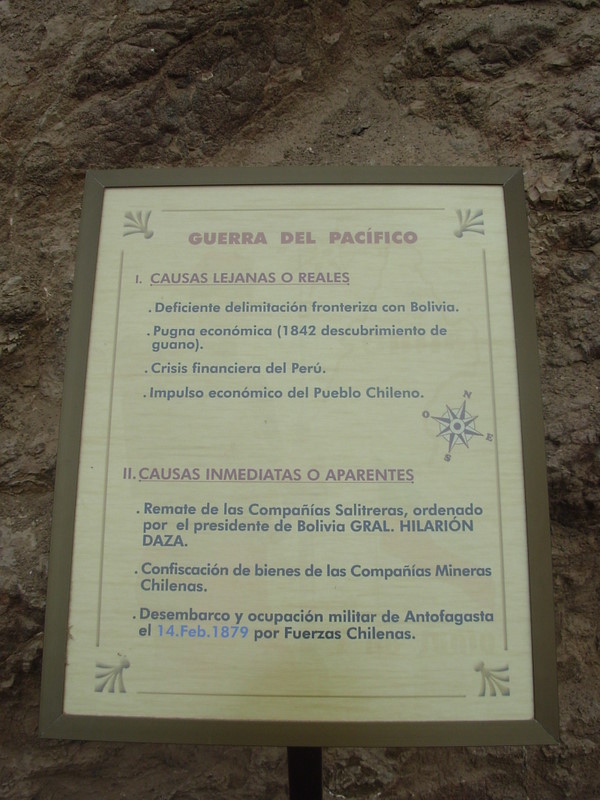 GUERRA DEL PACÍFICO
I. CAUSAS LEJANAS O REALES
. Deficiente delimitación fronteriza con Bolivia.
. Pugna económica (1842 descubrimiento de
guano).
. Crisis financiera del Perú.
. Impulso económico del Pueblo Chileno.
N
O
E
S
II. CAUSAS INMEDIATAS O APARENTES
. Remate de las Compañías Salitreras, ordenado
por el presidente de Bolivia GRAL. HILARIÓN
DAZA.
. Confiscación de bienes de las Compañías Mineras
Chilenas.
. Desembarco y ocupación militar de Antofagasta
el 14.Feb.1879 por Fuerzas Chilenas.